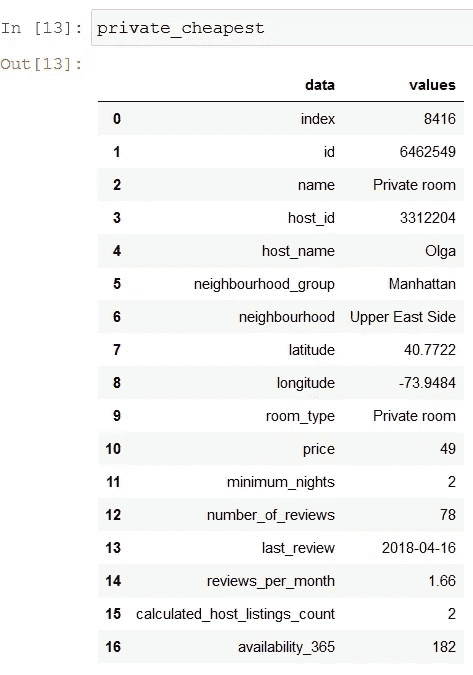 In [13]: private_cheapest
Out[13]:
data values
0 index 8416
1 id 6462549
2 name Private room
3 host_id 3312204
4 host_name Olga
5 neighbourhood_group Manhattan
6 neighbourhood Upper East Side
7 latitude 40.7722
8 longitude -73.9484
9 room_type Private room
10 price 49
11 minimum_nights 2
12 number_of_reviews 78
13 last_review 2018-04-16
14 reviews_per_month 1.66
15 calculated_host_listings_count 2
16 availability_365 182